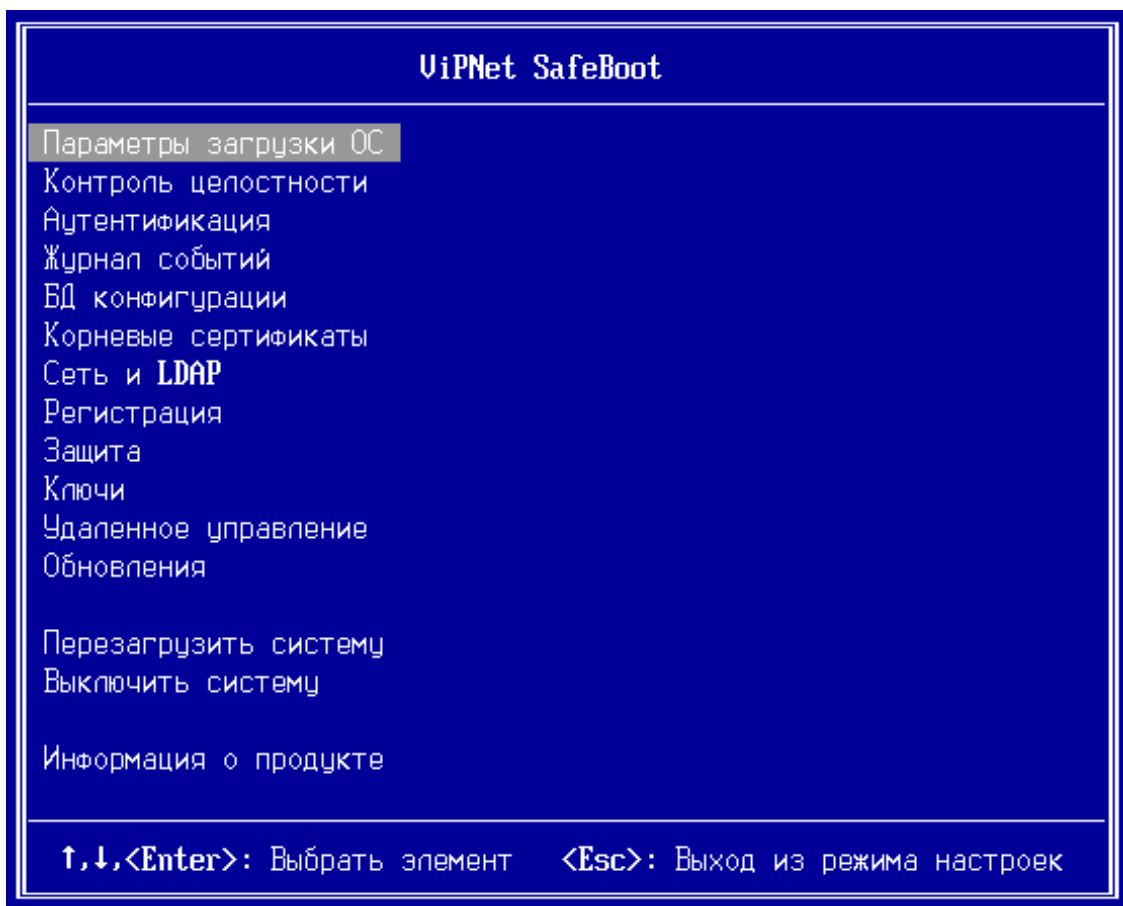 ViPNet SafeBoot
Параметры загрузки ОС
Контроль целостности
Аутентификация
Журнал событий
БД конфигурации
Корневые сертификаты
Сеть и LDAP
Регистрация
Защита
Ключи
Удаленное управление
Обновления
Перезагрузить систему
Выключить систему
Информация о продукте
↑,↓,<Enter>: Выбрать элемент <Esc>: Выход из режима настроек